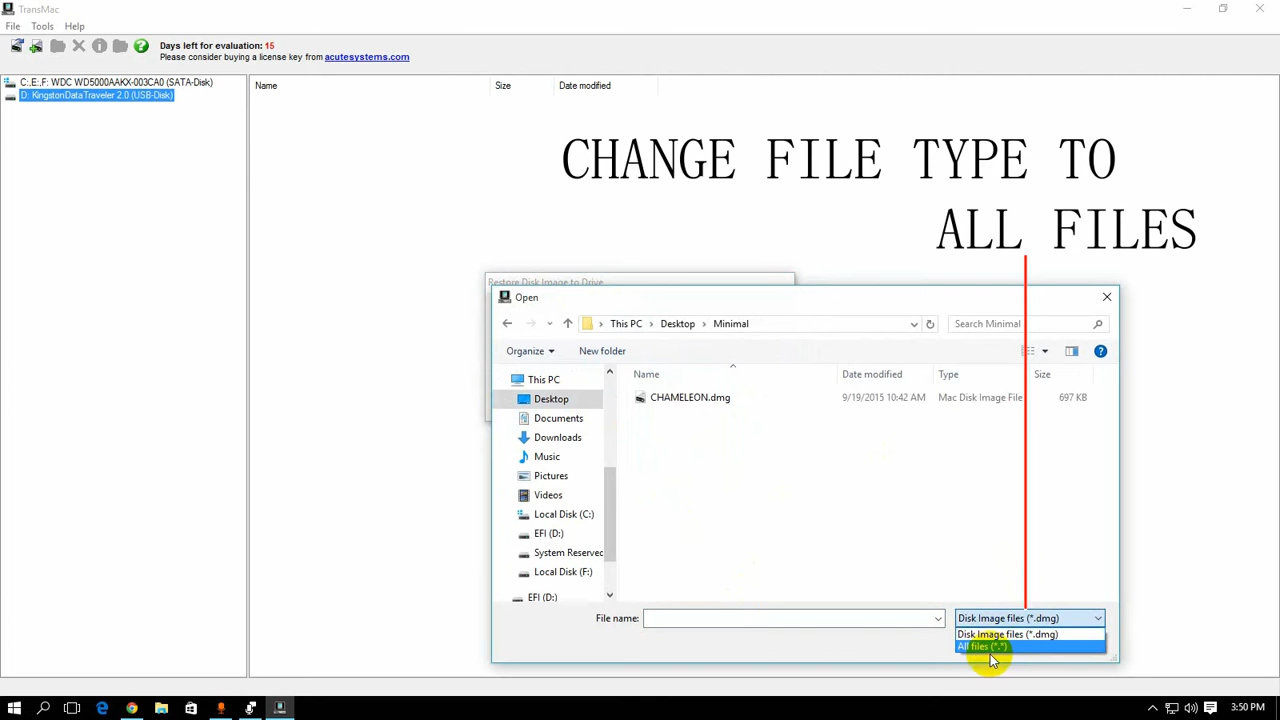 TransMac
File Tools Help
Days left for evaluation: 15
Please consider buying a license key from acutesystems.com
C:,E:,F: WDC WD5000AAKX-003CA0 (SATA-Disk)
D: KingstonDataTraveler 2.0 (USB-Disk)
Name Size Date modified
CHANGE FILE TYPE TO
ALL FILES
Restore Disk Image to Drive
Open
This PC > Desktop > Minimal
Search Minimal
Organize New folder
Name Date modified Type Size
CHAMELEON.dmg 9/19/2015 10:42 AM Mac Disk Image File 697 KB
This PC
Desktop
Documents
Downloads
Music
Pictures
Videos
Local Disk (C:)
EFI (D:)
System Reserved
Local Disk (F:)
EFI (D:)
File name:
Disk Image files (*.dmg)
Disk Image files (*.dmg)
All files (*.*)
3:50 PM